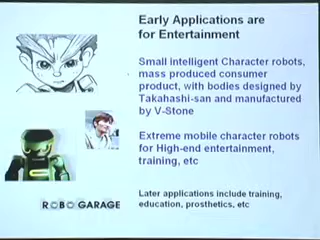 Early Applications are
for Entertainment
Small intelligent Character robots,
mass produced consumer
product, with bodies designed by
Takahashi-san and manufactured
by V-Stone
Extreme mobile character robots
for High-end entertainment,
training, etc
ROBO GARAGE
Later applications include training,
education, prosthetics, etc